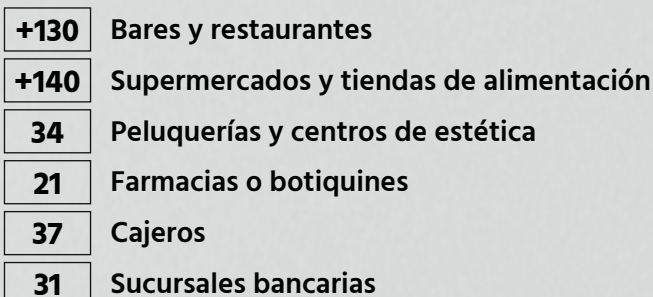 +130 Bares y restaurantes
+140 Supermercados y tiendas de alimentación
34 Peluquerías y centros de estética
21 Farmacias o botiquines
37 Cajeros
31 Sucursales bancarias